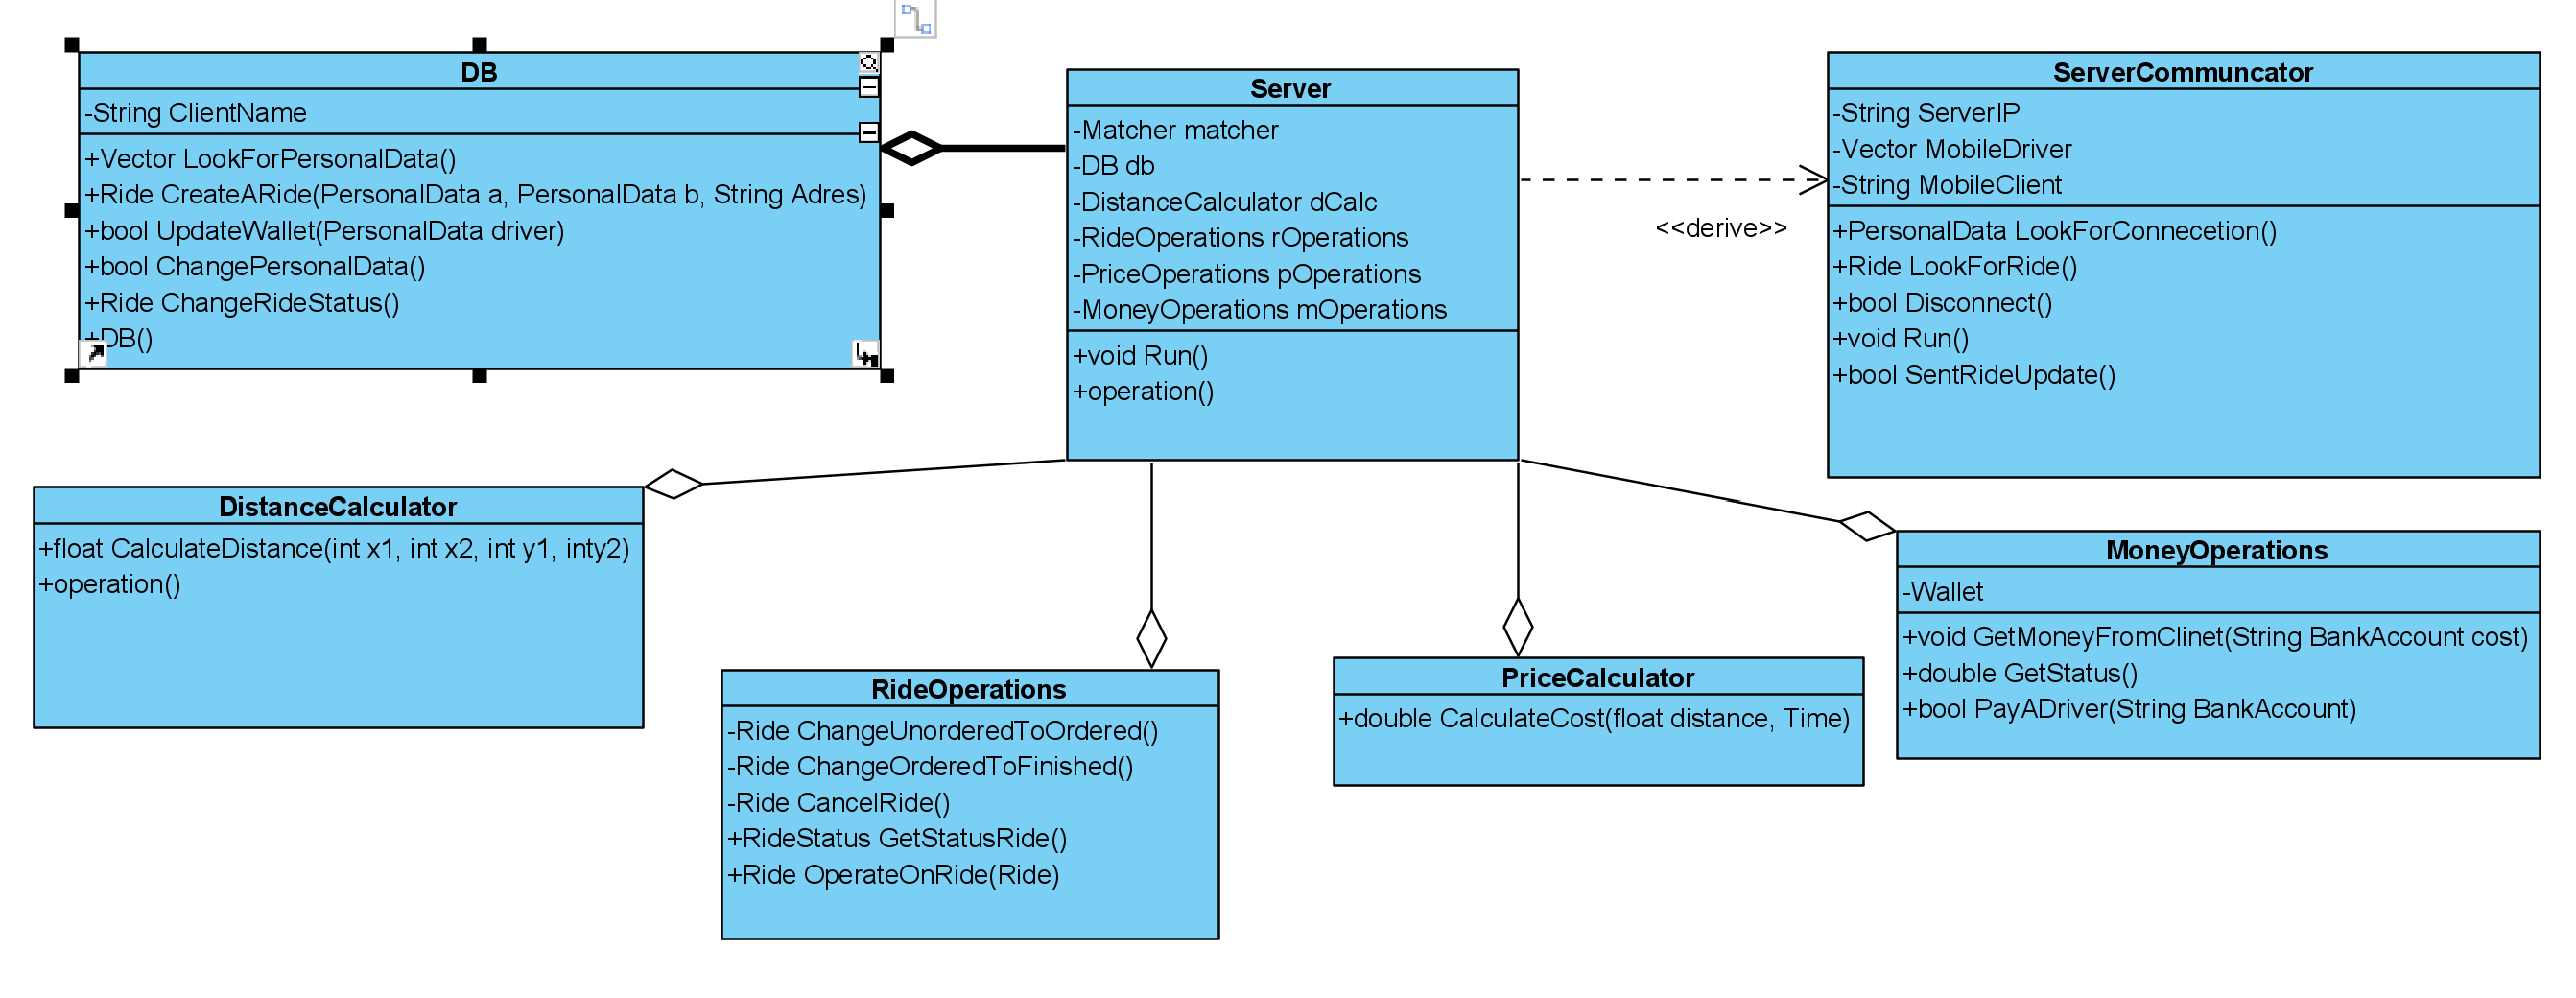 DB
-String ClientName
+Vector LookForPersonalData()
+Ride CreateARide(PersonalData a, PersonalData b, String Adres)
+bool UpdateWallet(PersonalData driver)
+bool ChangePersonalData()
+Ride ChangeRideStatus()
+DB()
Server
-Matcher matcher
-DB db
-DistanceCalculator dCalc
-RideOperations rOperations
-PriceOperations pOperations
-MoneyOperations mOperations
+void Run()
+operation()
<<derive>>
ServerCommuncator
-String ServerIP
-Vector MobileDriver
-String MobileClient
+PersonalData LookForConnecetion()
+Ride LookForRide()
+bool Disconnect()
+void Run()
+bool SentRideUpdate()
DistanceCalculator
+float CalculateDistance(int x1, int x2, int y1, inty2)
+operation()
RideOperations
-Ride ChangeUnorderedToOrdered()
-Ride ChangeOrderedToFinished()
-Ride CancelRide()
+RideStatus GetStatusRide()
+Ride OperateOnRide(Ride)
PriceCalculator
+double CalculateCost(float distance, Time)
MoneyOperations
-Wallet
+void GetMoneyFromClinet(String BankAccount cost)
+double GetStatus()
+bool PayADriver(String BankAccount)